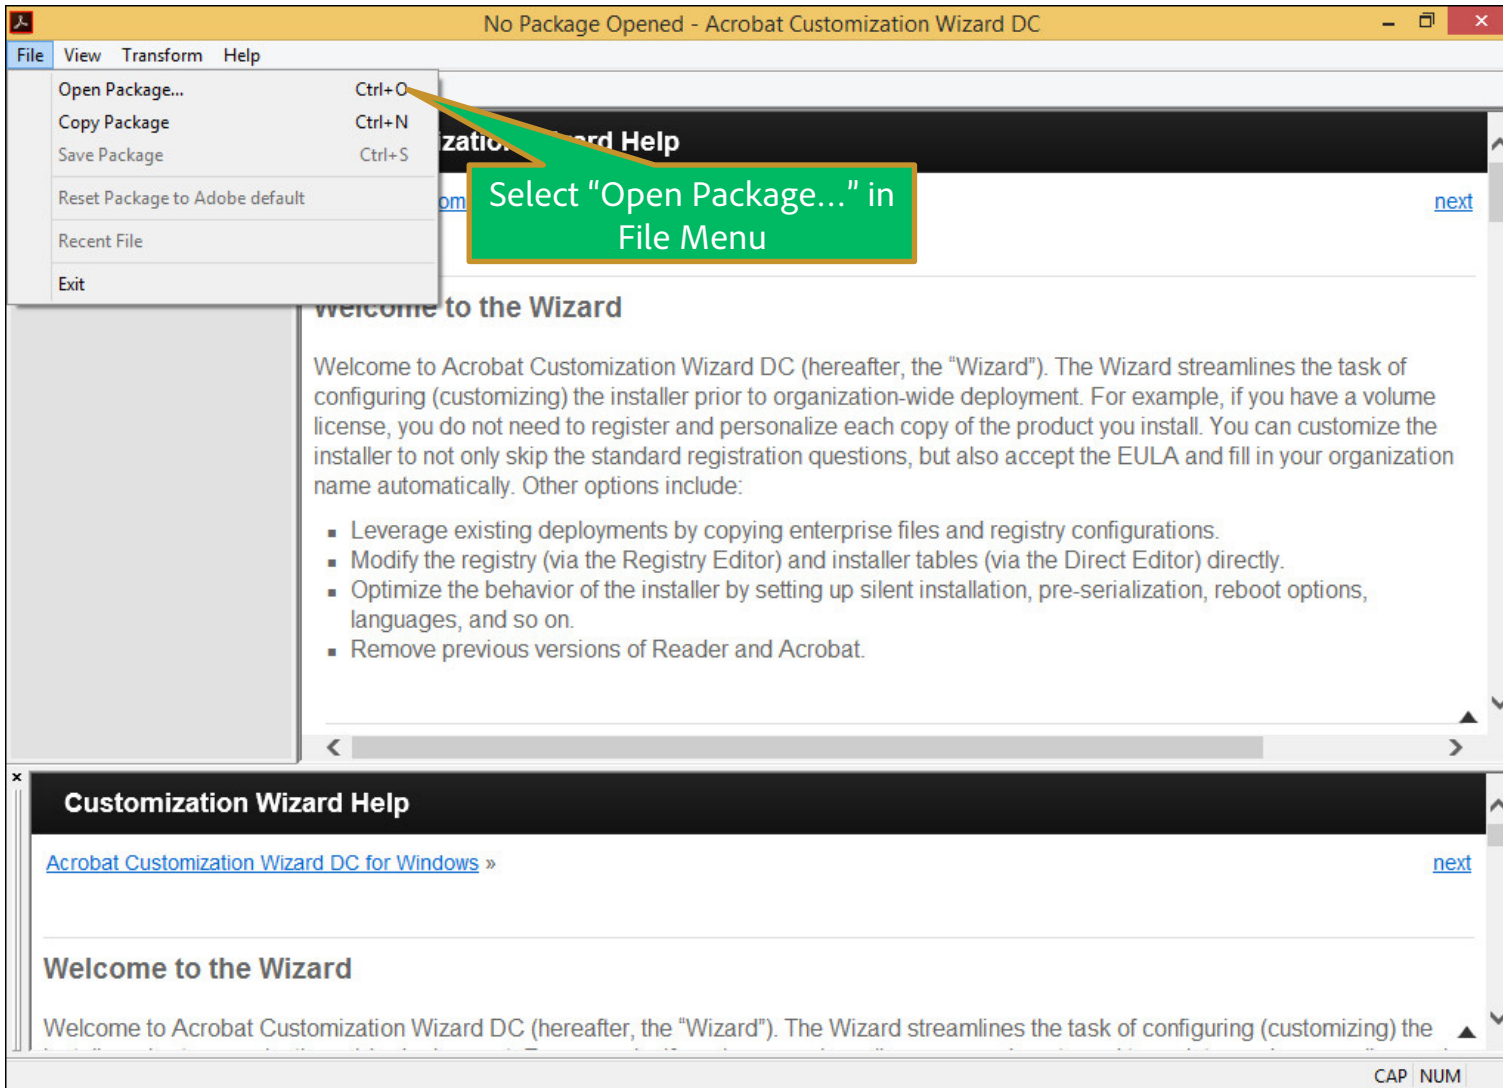 No Package Opened - Acrobat Customization Wizard DC
File View Transform Help
Open Package... Ctrl+O
Copy Package Ctrl+N
Save Package Ctrl+S
Reset Package to Adobe default
Recent File
Exit
Help
Select “Open Package...” in
File Menu
next
Welcome to the Wizard
Welcome to Acrobat Customization Wizard DC (hereafter, the “Wizard”). The Wizard streamlines the task of
configuring (customizing) the installer prior to organization-wide deployment. For example, if you have a volume
license, you do not need to register and personalize each copy of the product you install. You can customize the
installer to not only skip the standard registration questions, but also accept the EULA and fill in your organization
name automatically. Other options include:
▪ Leverage existing deployments by copying enterprise files and registry configurations.
▪ Modify the registry (via the Registry Editor) and installer tables (via the Direct Editor) directly.
▪ Optimize the behavior of the installer by setting up silent installation, pre-serialization, reboot options,
languages, and so on.
▪ Remove previous versions of Reader and Acrobat.
Customization Wizard Help
Acrobat Customization Wizard DC for Windows »
next
Welcome to the Wizard
Welcome to Acrobat Customization Wizard DC (hereafter, the “Wizard”). The Wizard streamlines the task of configuring (customizing) the
CAP NUM